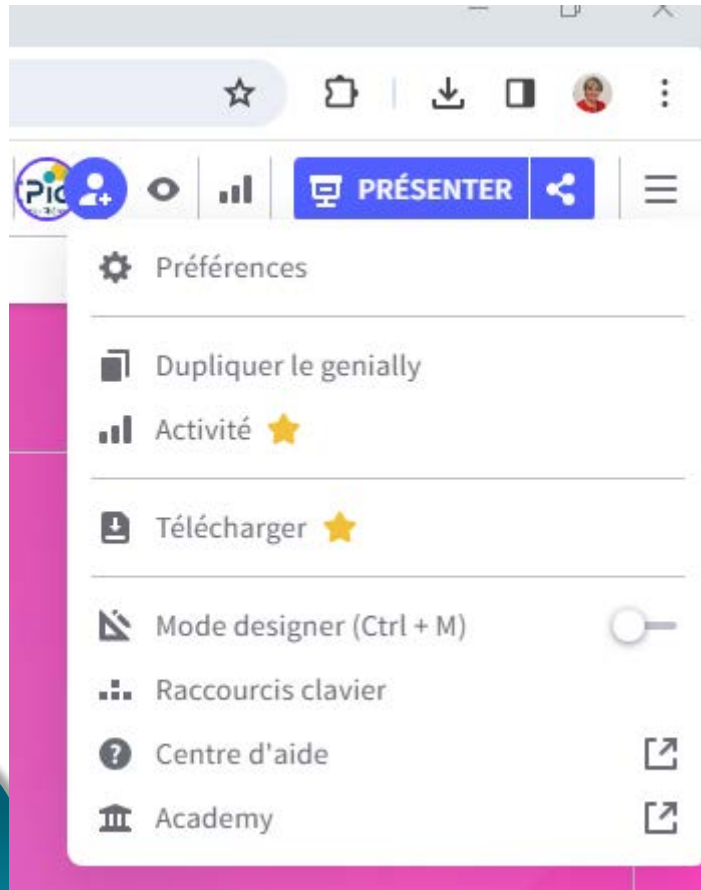 PRÉSENTER
Préférences
Dupliquer le genially
Activité
Télécharger
Mode designer (Ctrl + M)
Raccourcis clavier
Centre d'aide
Academy